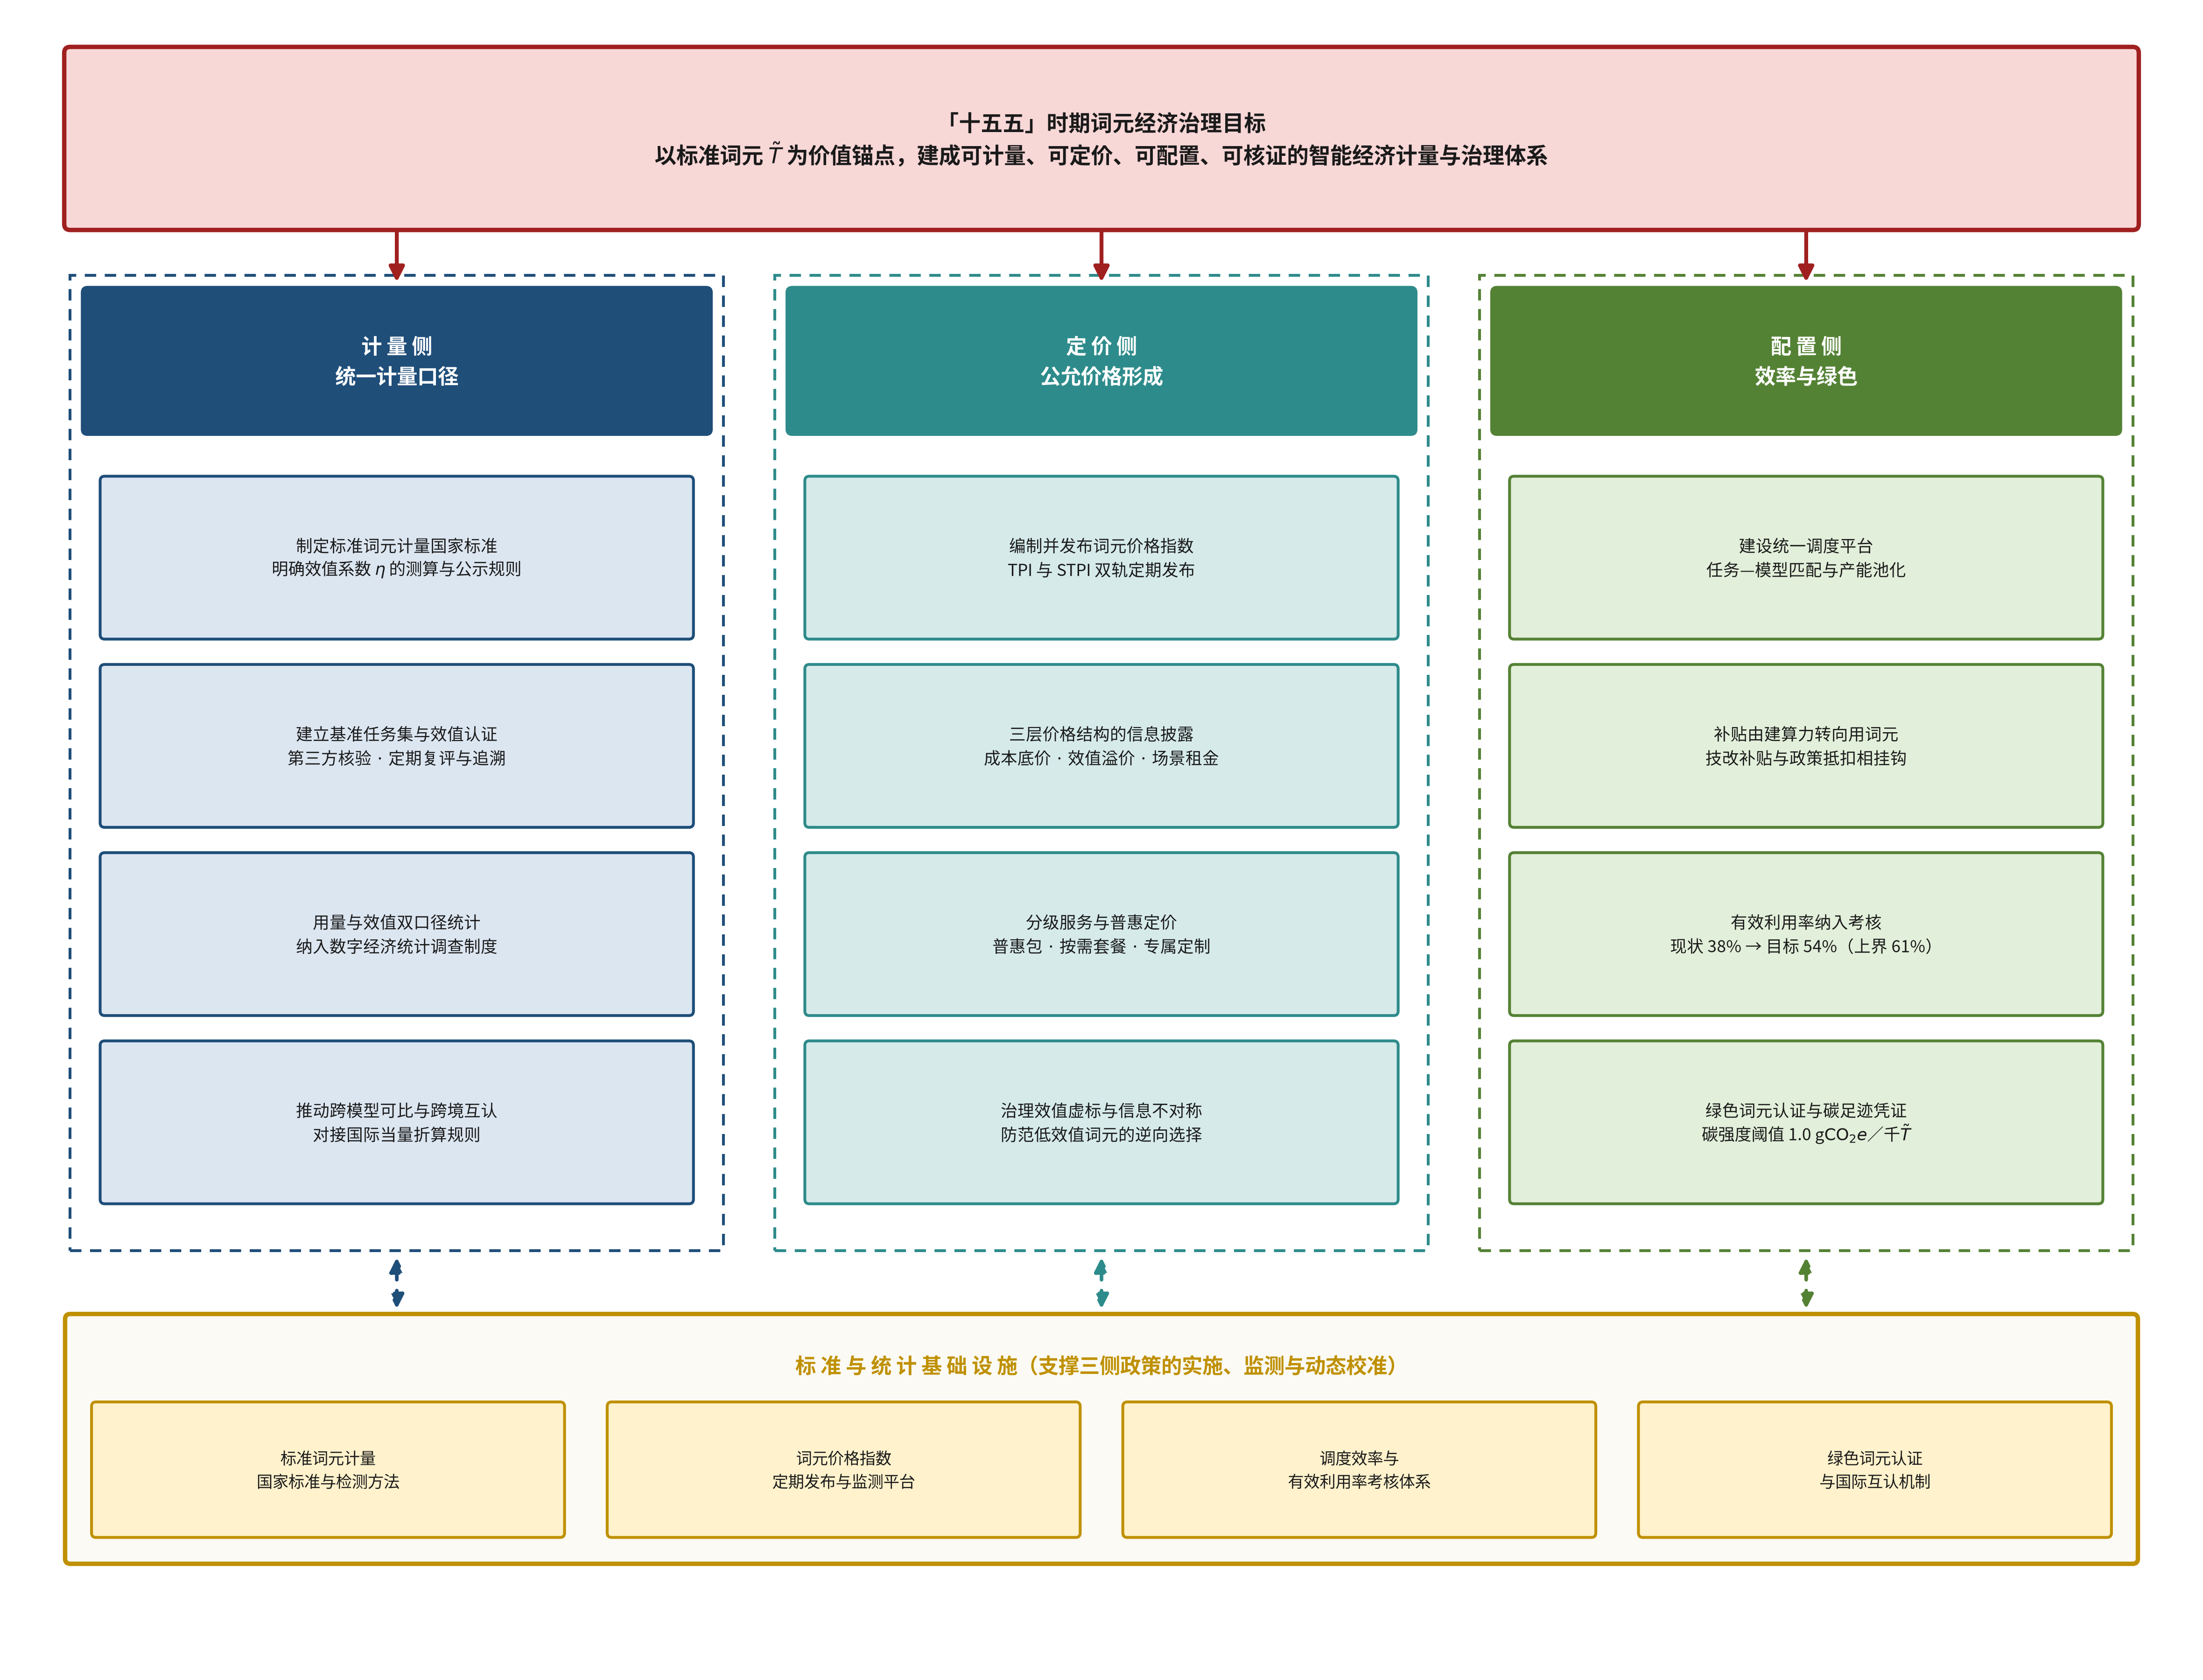 「十五五」时期词元经济治理目标
以标准词元 T̃ 为价值锚点，建成可计量、可定价、可配置、可核证的智能经济计量与治理体系
计 量 侧
统一计量口径
制定标准词元计量国家标准
明确效值系数 η 的测算与公示规则
建立基准任务集与效值认证
第三方核验 · 定期复评与追溯
用量与效值双口径统计
纳入数字经济统计调查制度
推动跨模型可比与跨境互认
对接国际当量折算规则
定 价 侧
公允价格形成
编制并发布词元价格指数
TPI 与 STPI 双轨定期发布
三层价格结构的信息披露
成本底价 · 效值溢价 · 场景租金
分级服务与普惠定价
普惠包 · 按需套餐 · 专属定制
治理效值虚标与信息不对称
防范低效值词元的逆向选择
配 置 侧
效率与绿色
建设统一调度平台
任务—模型匹配与产能池化
补贴由建算力转向用词元
技改补贴与政策抵扣相挂钩
有效利用率纳入考核
现状 38% → 目标 54%（上界 61%）
绿色词元认证与碳足迹凭证
碳强度阈值 1.0 gCO₂e／千T̃
标 准 与 统 计 基 础 设 施（支撑三侧政策的实施、监测与动态校准）
标准词元计量
国家标准与检测方法
词元价格指数
定期发布与监测平台
调度效率与
有效利用率考核体系
绿色词元认证
与国际互认机制